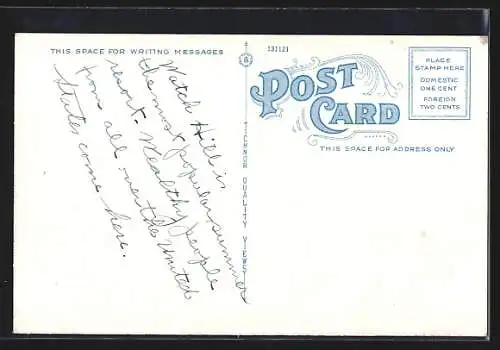 THIS SPACE FOR WRITING MESSAGES
Watch Hill is
the most popular summer
resort. Wealthy people
from all over the United
States come here.
TICHNOR QUALITY VIEWS
131121
POST
CARD
THIS SPACE FOR ADDRESS ONLY
PLACE
STAMP HERE
DOMESTIC
ONE CENT
FOREIGN
TWO CENTS